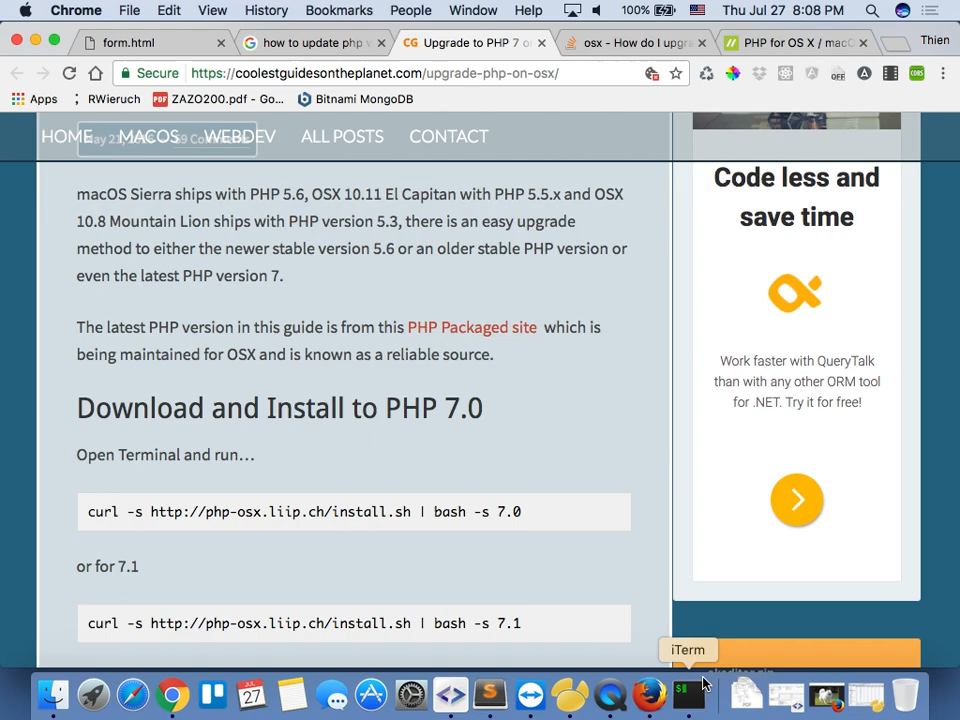 Chrome File Edit View History Bookmarks People Window Help 100% Thu Jul 27 8:08 PM
form.html how to update php v CG Upgrade to PHP 7 o osx - How do I upgra PHP for OS X / mac Thien
Secure https://coolestguidesontheplanet.com/upgrade-php-on-osx/ OFF CORS
Apps RWieruch PDF ZAZO200.pdf - Go... Bitnami MongoDB
HOME MACOS WEBDEV ALL POSTS CONTACT
May 21, 69 Comments
macOS Sierra ships with PHP 5.6, OSX 10.11 El Capitan with PHP 5.5.x and OSX
10.8 Mountain Lion ships with PHP version 5.3, there is an easy upgrade
method to either the newer stable version 5.6 or an older stable PHP version or
even the latest PHP version 7.
The latest PHP version in this guide is from this PHP Packaged site which is
being maintained for OSX and is known as a reliable source.
Download and Install to PHP 7.0
Open Terminal and run…
curl -s http://php-osx.liip.ch/install.sh | bash -s 7.0
or for 7.1
curl -s http://php-osx.liip.ch/install.sh | bash -s 7.1
Code less and
save time
Work faster with QueryTalk
than with any other ORM tool
for .NET. Try it for free!
iTerm
JUL
27